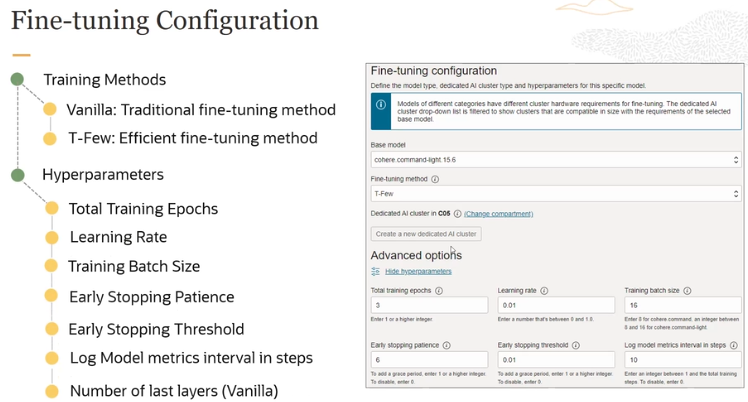 Fine-tuning Configuration
Training Methods
Vanilla: Traditional fine-tuning method
T-Few: Efficient fine-tuning method
Hyperparameters
Total Training Epochs
Learning Rate
Training Batch Size
Early Stopping Patience
Early Stopping Threshold
Log Model metrics interval in steps
Number of last layers (Vanilla)
Fine-tuning configuration
Define the model type, dedicated AI cluster type and hyperparameters for this specific model.
Models of different categories have different cluster hardware requirements for fine-tuning. The dedicated AI
cluster drop-down list is filtered to show clusters that are compatible in size with the requirements of the selected
base model.
Base model
cohere.command-light 15.6
Fine-tuning method
T-Few
Dedicated AI cluster in C05 (Change compartment)
Create a new dedicated AI cluster
Advanced options
Hide hyperparameters
Total training epochs Learning rate Training batch size
3 0.01 16
Enter 1 or a higher integer. Enter a number that's between 0 and 1.0. Enter 8 for cohere.command, an integer between
8 and 16 for cohere.command-light.
Early stopping patience Early stopping threshold Log model metrics interval in steps
6 0.01 10
To add a grace period, enter 1 or a higher integer. To add a grace period, enter 1 or a higher integer. Enter an integer between 1 and the total training
To disable, enter 0. To disable, enter 0. steps. To disable, enter 0.